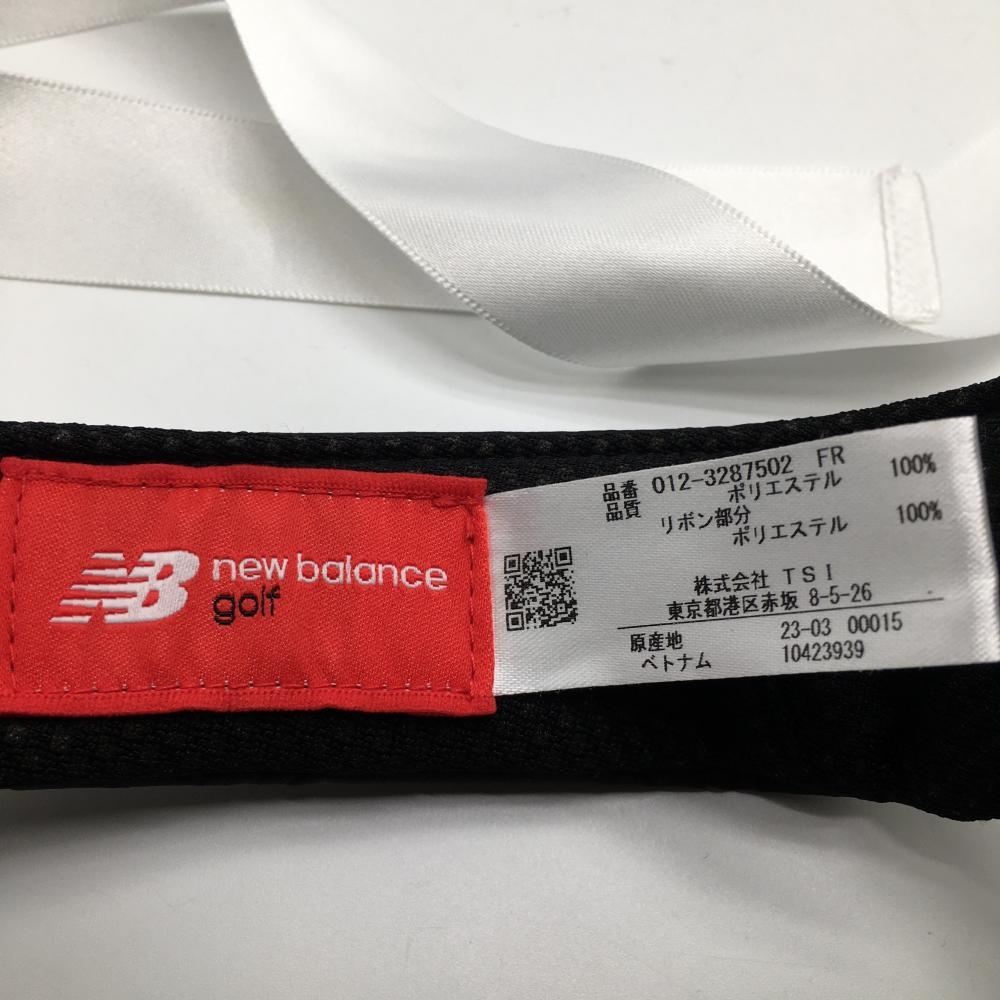 NB new balance
golf
品番 012-3287502 FR
品質 ポリエステル 100%
リボン部分
ポリエステル 100%
株式会社 TSI
東京都港区赤坂 8-5-26
原産地 23-03 00015
ベトナム 10423939